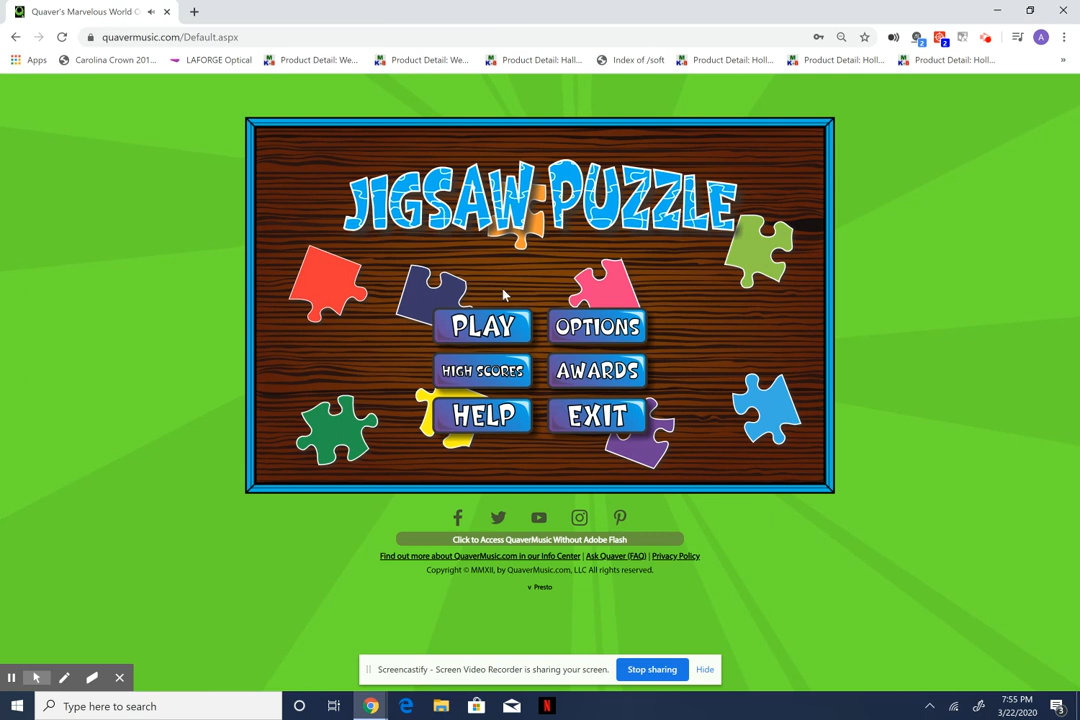 Quaver's Marvelous World O
quavermusic.com/Default.aspx
A
2
2
Apps
Carolina Crown 201...
LAFORGE Optical
Product Detail: We...
Product Detail: We...
Product Detail: Hall...
Index of /soft
Product Detail: Holl...
Product Detail: Holl...
Product Detail: Holl...
»
JIGSAW PUZZLE
PLAY
OPTIONS
HIGH SCORES
AWARDS
HELP
EXIT
Click to Access QuaverMusic Without Adobe Flash
Find out more about QuaverMusic.com in our Info Center | Ask Quaver (FAQ) | Privacy Policy
Copyright © MMXII, by QuaverMusic.com, LLC All rights reserved.
v Presto
Screencastify - Screen Video Recorder is sharing your screen.
Stop sharing
Hide
Type here to search
7:55 PM
3/22/2020
3